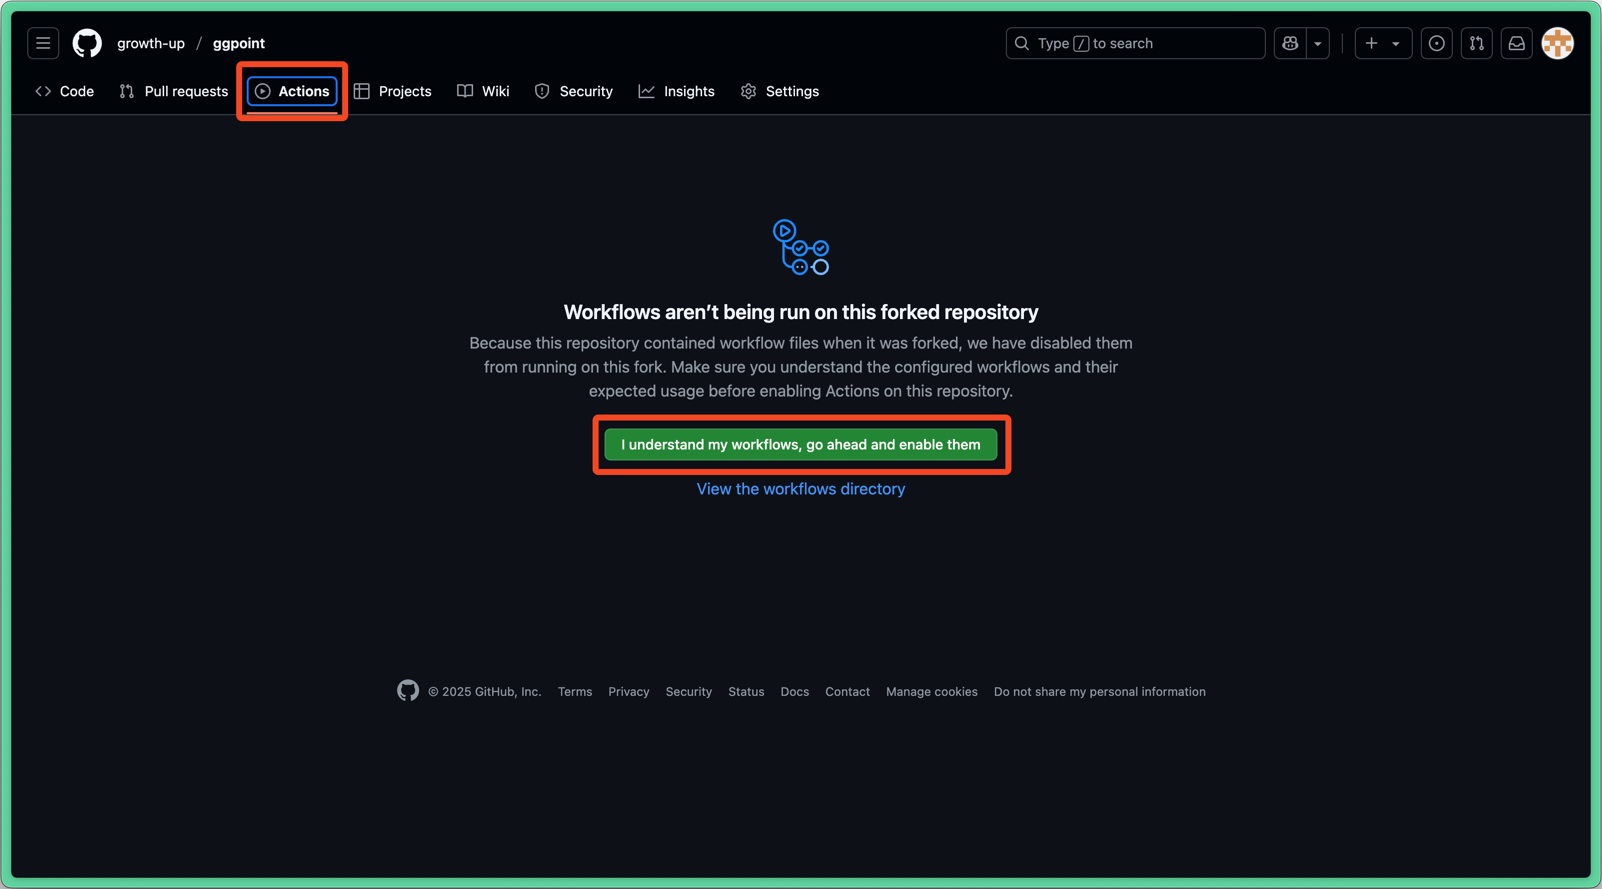 growth-up / ggpoint
Type / to search
Code Pull requests Actions Projects Wiki Security Insights Settings
Workflows aren’t being run on this forked repository
Because this repository contained workflow files when it was forked, we have disabled them
from running on this fork. Make sure you understand the configured workflows and their
expected usage before enabling Actions on this repository.
I understand my workflows, go ahead and enable them
View the workflows directory
© 2025 GitHub, Inc. Terms Privacy Security Status Docs Contact Manage cookies Do not share my personal information